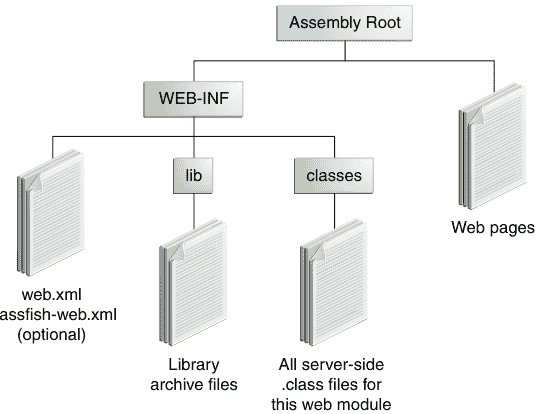 Assembly Root
WEB-INF
lib
classes
Web pages
web.xml
assfish-web.xml
(optional)
Library
archive files
All server-side
.class files for
this web module